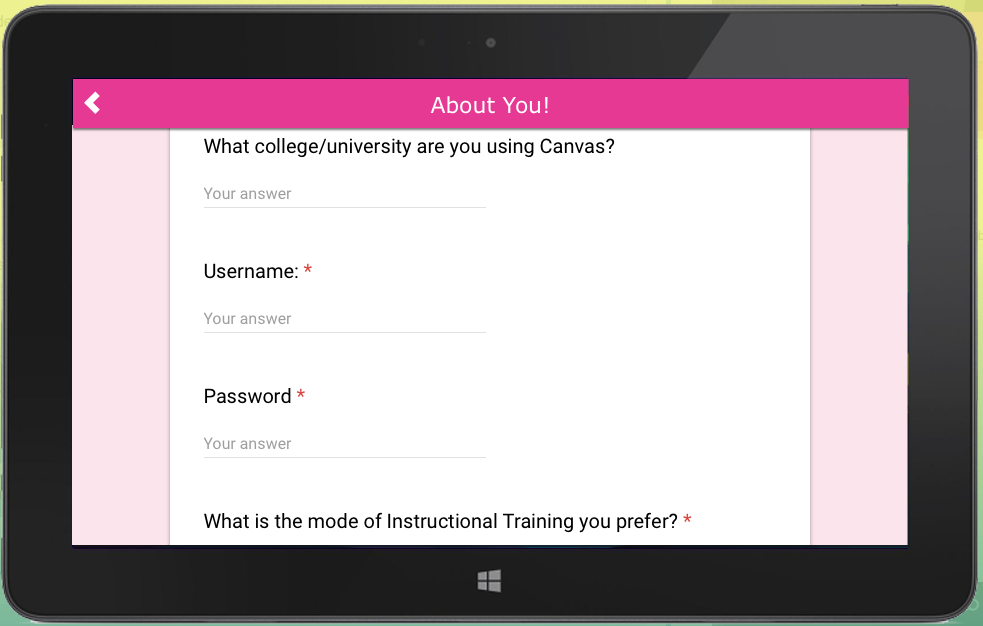 About You!
What college/university are you using Canvas?
Your answer
Username: *
Your answer
Password *
Your answer
What is the mode of Instructional Training you prefer? *